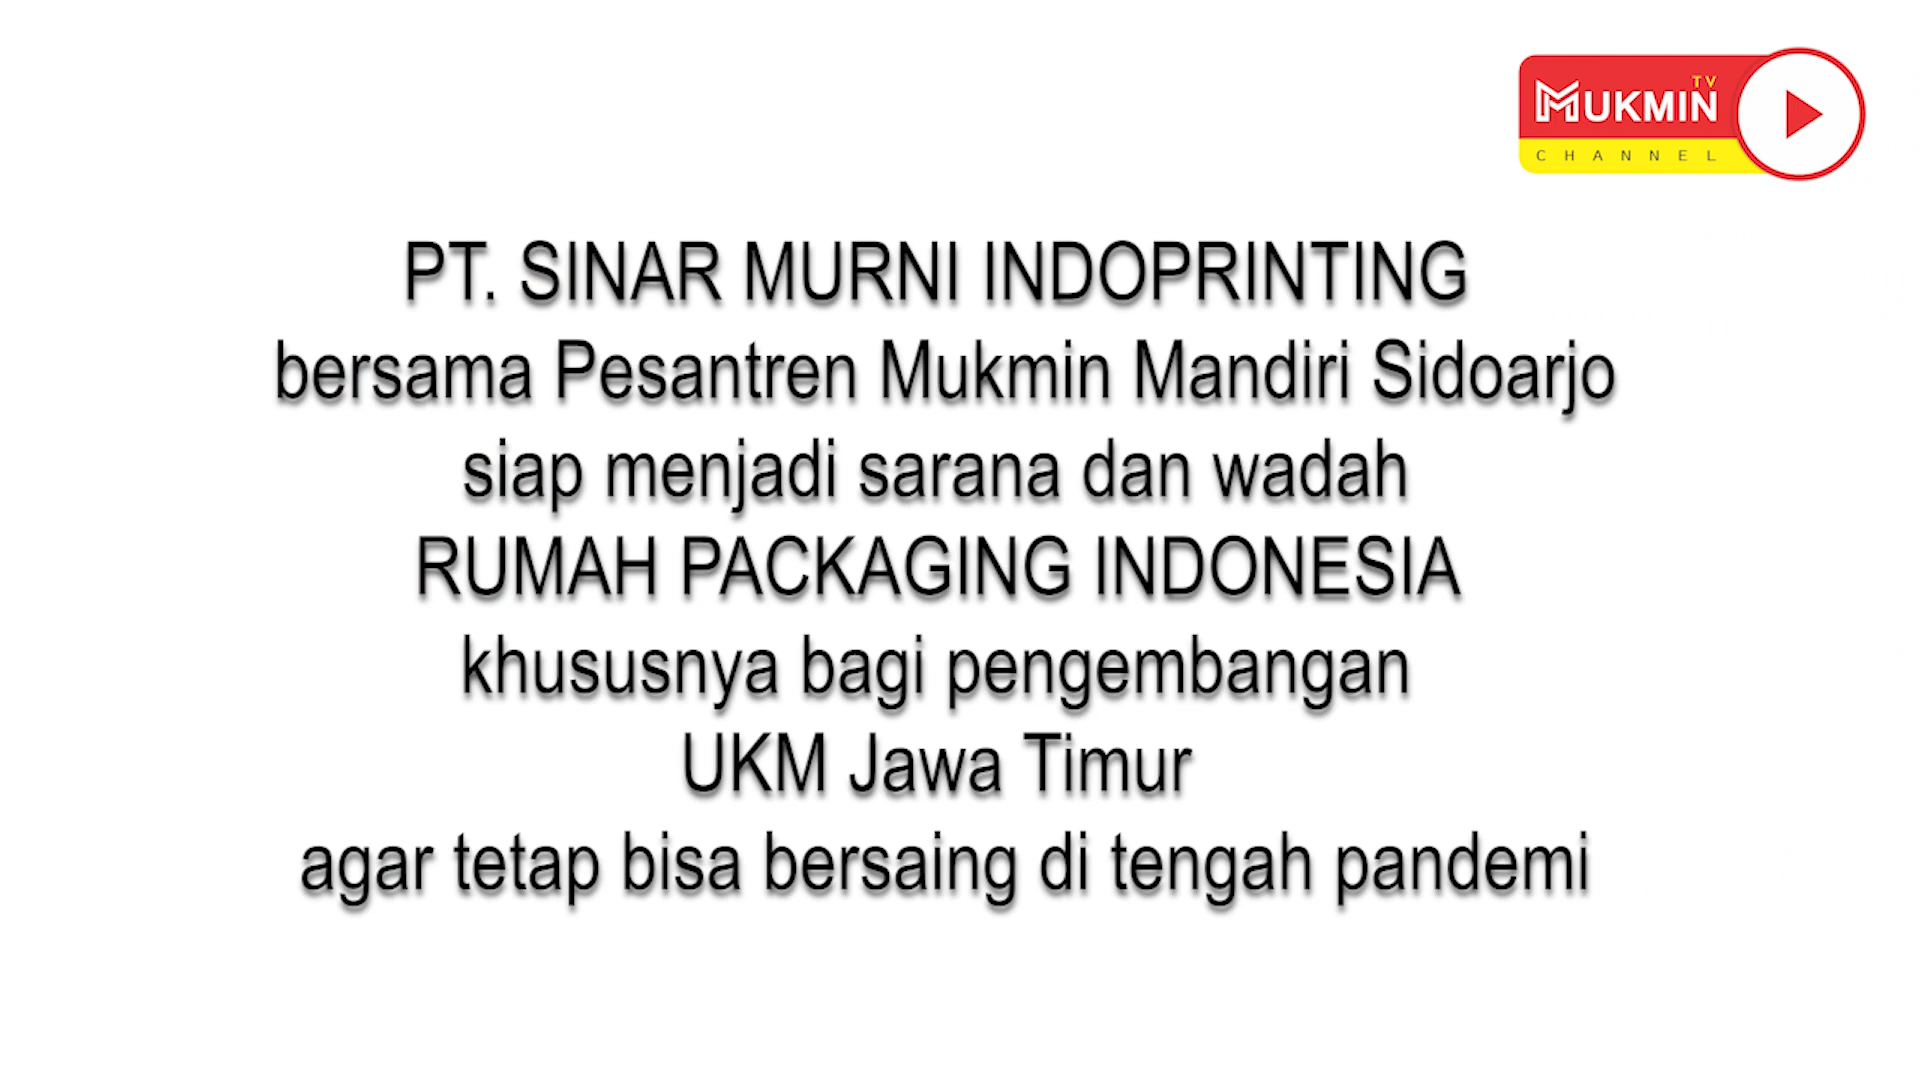 MUKMIN TV
CHANNEL
PT. SINAR MURNI INDOPRINTING
bersama Pesantren Mukmin Mandiri Sidoarjo
siap menjadi sarana dan wadah
RUMAH PACKAGING INDONESIA
khususnya bagi pengembangan
UKM Jawa Timur
agar tetap bisa bersaing di tengah pandemi